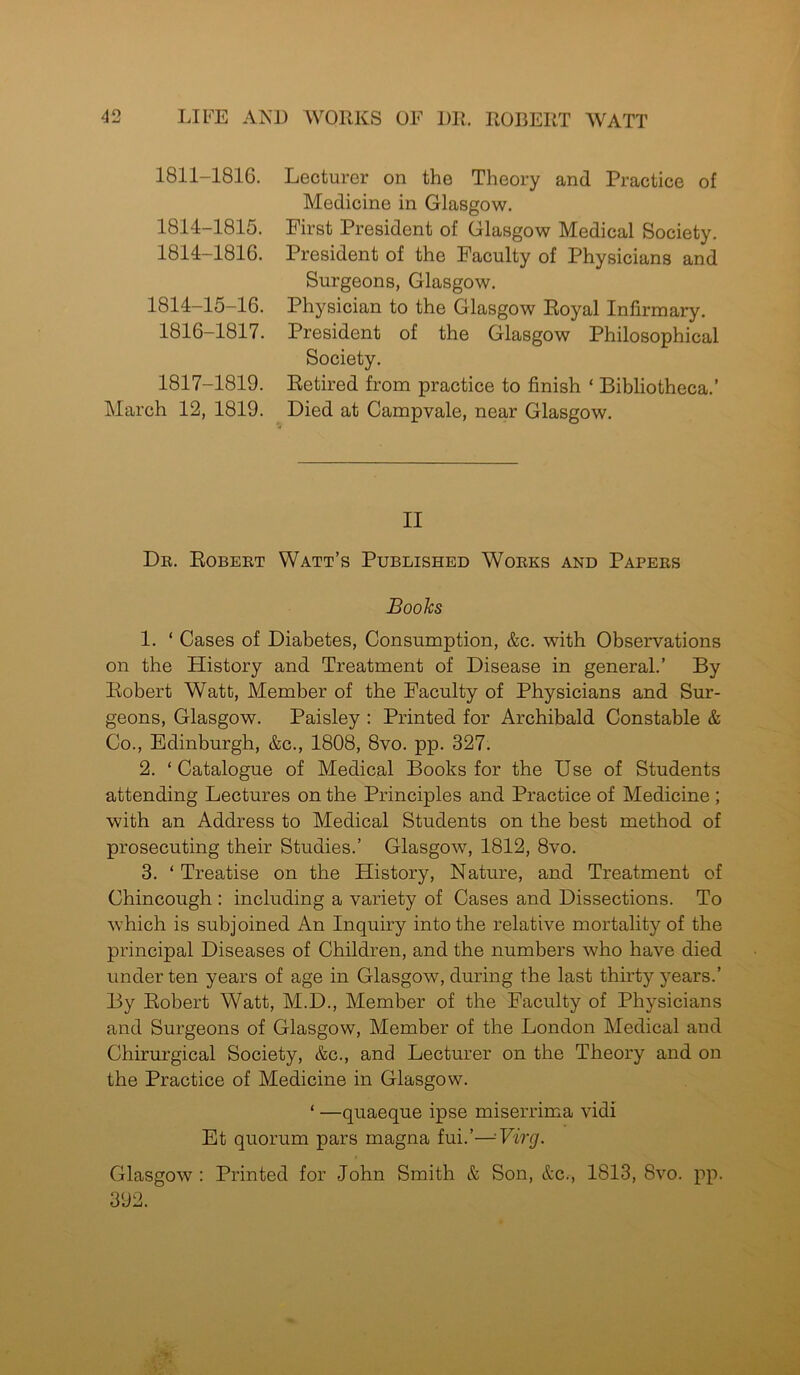 42 LIFE AND WORKS OF DR. ROBERT WATT
1811–1816. Lecturer on the Theory and Practice of
Medicine in Glasgow.
1814–1815. First President of Glasgow Medical Society.
1814–1816. President of the Faculty of Physicians and
Surgeons, Glasgow.
1814–15–16. Physician to the Glasgow Royal Infirmary.
1816–1817. President of the Glasgow Philosophical
Society.
1817–1819. Retired from practice to finish ‘ Bibliotheca.’
March 12, 1819. Died at Campvale, near Glasgow.
II
Dr. Robert Watt’s Published Works and Papers
Books
1. ‘ Cases of Diabetes, Consumption, &c. with Observations
on the History and Treatment of Disease in general.’ By
Robert Watt, Member of the Faculty of Physicians and Sur-
geons, Glasgow. Paisley : Printed for Archibald Constable &
Co., Edinburgh, &c., 1808, 8vo. pp. 327.
2. ‘ Catalogue of Medical Books for the Use of Students
attending Lectures on the Principles and Practice of Medicine ;
with an Address to Medical Students on the best method of
prosecuting their Studies.’ Glasgow, 1812, 8vo.
3. ‘ Treatise on the History, Nature, and Treatment of
Chincough : including a variety of Cases and Dissections. To
which is subjoined An Inquiry into the relative mortality of the
principal Diseases of Children, and the numbers who have died
under ten years of age in Glasgow, during the last thirty years.’
By Robert Watt, M.D., Member of the Faculty of Physicians
and Surgeons of Glasgow, Member of the London Medical and
Chirurgical Society, &c., and Lecturer on the Theory and on
the Practice of Medicine in Glasgow.
‘ —quaeque ipse miserrima vidi
Et quorum pars magna fui.’—Virg.
Glasgow : Printed for John Smith & Son, &c., 1813, 8vo. pp.
392.